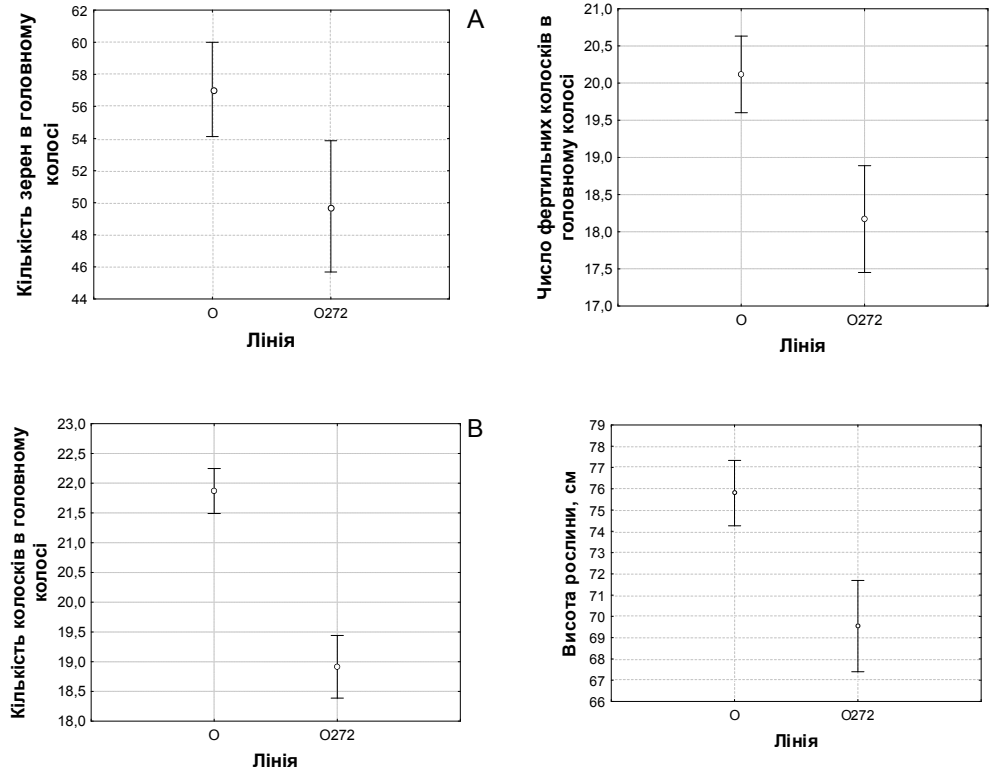 A
Кількість зерен в головному
колосі
62
60
58
56
54
52
50
48
46
44
O
O272
Лінія
Число фертильних колосків в
головному колосі
21,0
20,5
20,0
19,5
19,0
18,5
18,0
17,5
17,0
O
O272
Лінія
B
Кількість колосків в головному
колосі
23,0
22,5
22,0
21,5
21,0
20,5
20,0
19,5
19,0
18,5
18,0
O
O272
Лінія
Висота рослини, см
79
78
77
76
75
74
73
72
71
70
69
68
67
66
O
O272
Лінія